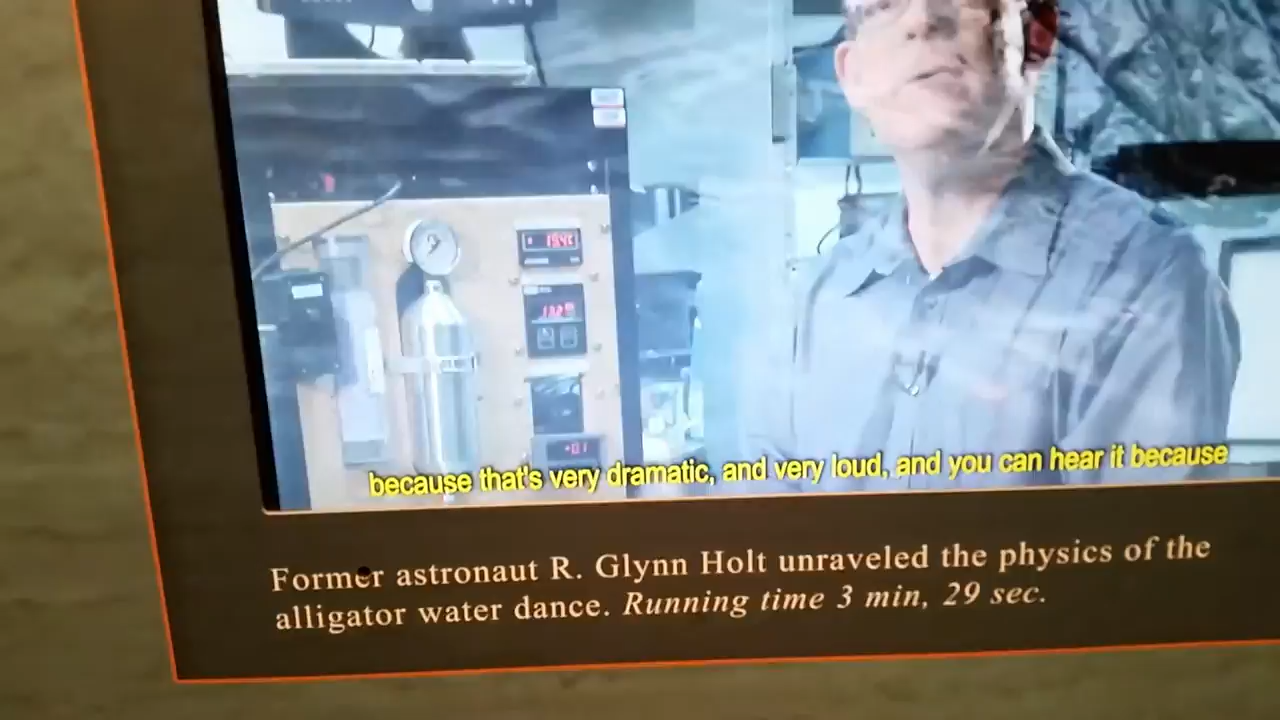 because that's very dramatic, and very loud, and you can hear it because
Former astronaut R. Glynn Holt unraveled the physics of the
alligator water dance. Running time 3 min, 29 sec.